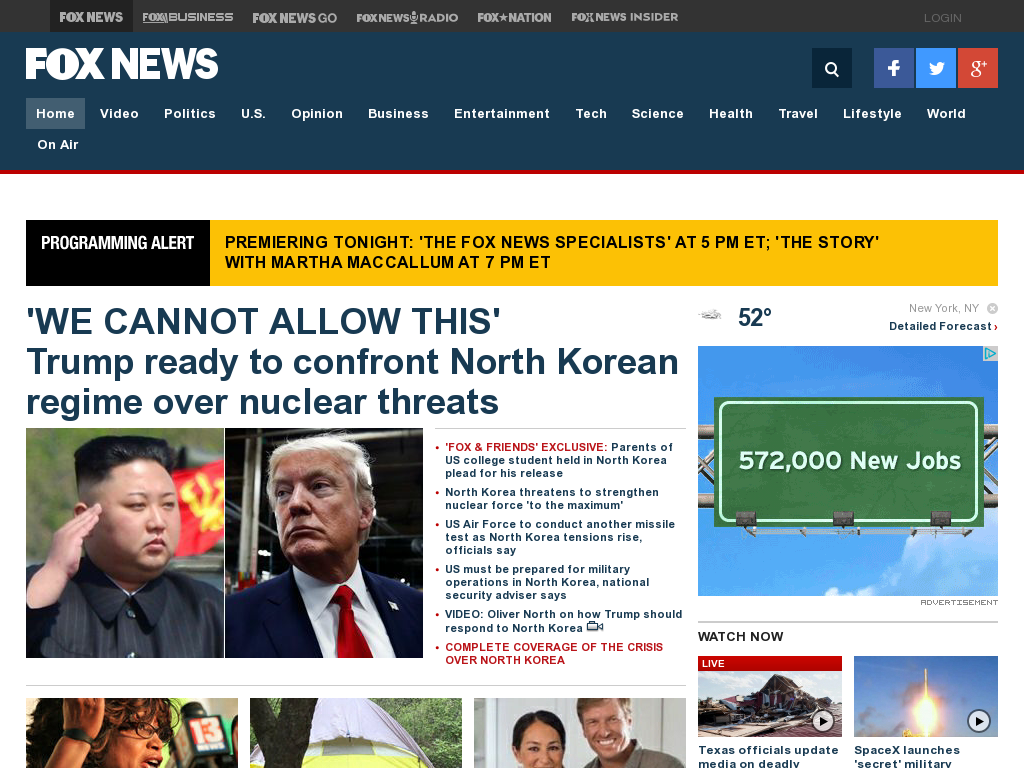 FOX NEWS
FOX BUSINESS
FOX NEWS GO
FOX NEWS RADIO
FOX NATION
FOX NEWS INSIDER
LOGIN
FOX NEWS
Home Video Politics U.S. Opinion Business Entertainment Tech Science Health Travel Lifestyle World
On Air
PROGRAMMING ALERT
PREMIERING TONIGHT: 'THE FOX NEWS SPECIALISTS' AT 5 PM ET; 'THE STORY'
WITH MARTHA MACCALLUM AT 7 PM ET
'WE CANNOT ALLOW THIS'
Trump ready to confront North Korean
regime over nuclear threats
'FOX & FRIENDS' EXCLUSIVE: Parents of
US college student held in North Korea
plead for his release
North Korea threatens to strengthen
nuclear force 'to the maximum'
US Air Force to conduct another missile
test as North Korea tensions rise,
officials say
US must be prepared for military
operations in North Korea, national
security adviser says
VIDEO: Oliver North on how Trump should
respond to North Korea
COMPLETE COVERAGE OF THE CRISIS
OVER NORTH KOREA
52°
New York, NY
Detailed Forecast ›
572,000 New Jobs
ADVERTISEMENT
WATCH NOW
LIVE
Texas officials update
media on deadly
SpaceX launches
'secret' military
13
NEWS